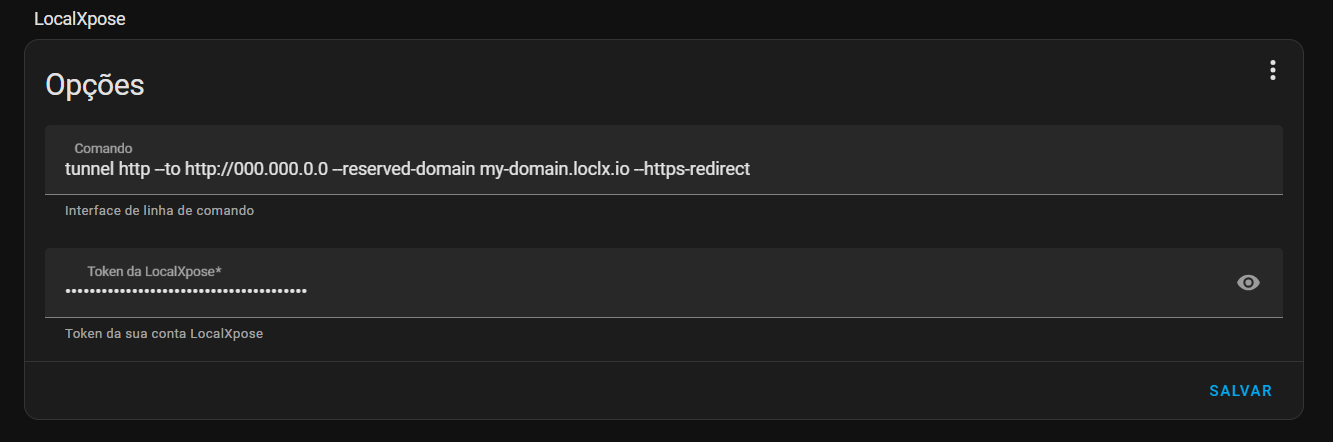 LocalXpose
Opções
Comando
tunnel http --to http://000.000.0.0 --reserved-domain my-domain.loclx.io --https-redirect
Interface de linha de comando
Token da LocalXpose*
••••••••••••••••••••••••••••••••••••••••
Token da sua conta LocalXpose
SALVAR